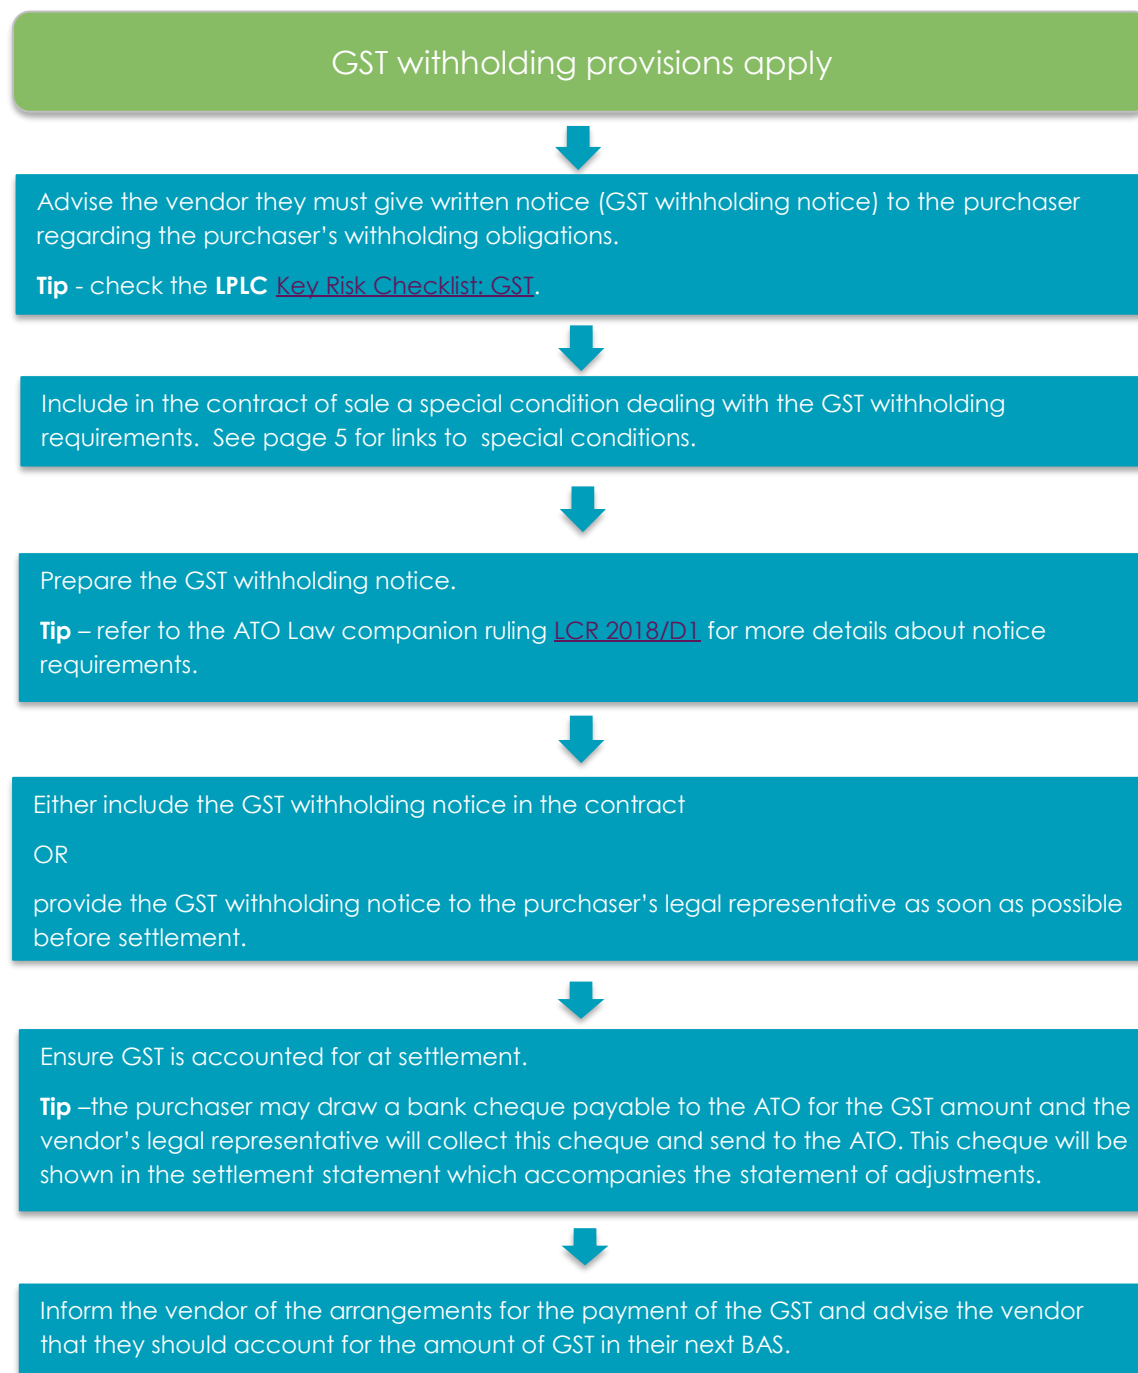 GST withholding provisions apply
Advise the vendor they must give written notice (GST withholding notice) to the purchaser
regarding the purchaser's withholding obligations.
Tip - check the LPLC Key Risk Checklist: GST.
Include in the contract of sale a special condition dealing with the GST withholding
requirements.  See page 5 for links to  special conditions.
Prepare the GST withholding notice.
Tip – refer to the ATO Law companion ruling LCR 2018/D1 for more details about notice
requirements.
Either include the GST withholding notice in the contract
OR
provide the GST withholding notice to the purchaser's legal representative as soon as possible
before settlement.
Ensure GST is accounted for at settlement.
Tip –the purchaser may draw a bank cheque payable to the ATO for the GST amount and the
vendor's legal representative will collect this cheque and send to the ATO. This cheque will be
shown in the settlement statement which accompanies the statement of adjustments.
Inform the vendor of the arrangements for the payment of the GST and advise the vendor
that they should account for the amount of GST in their next BAS.